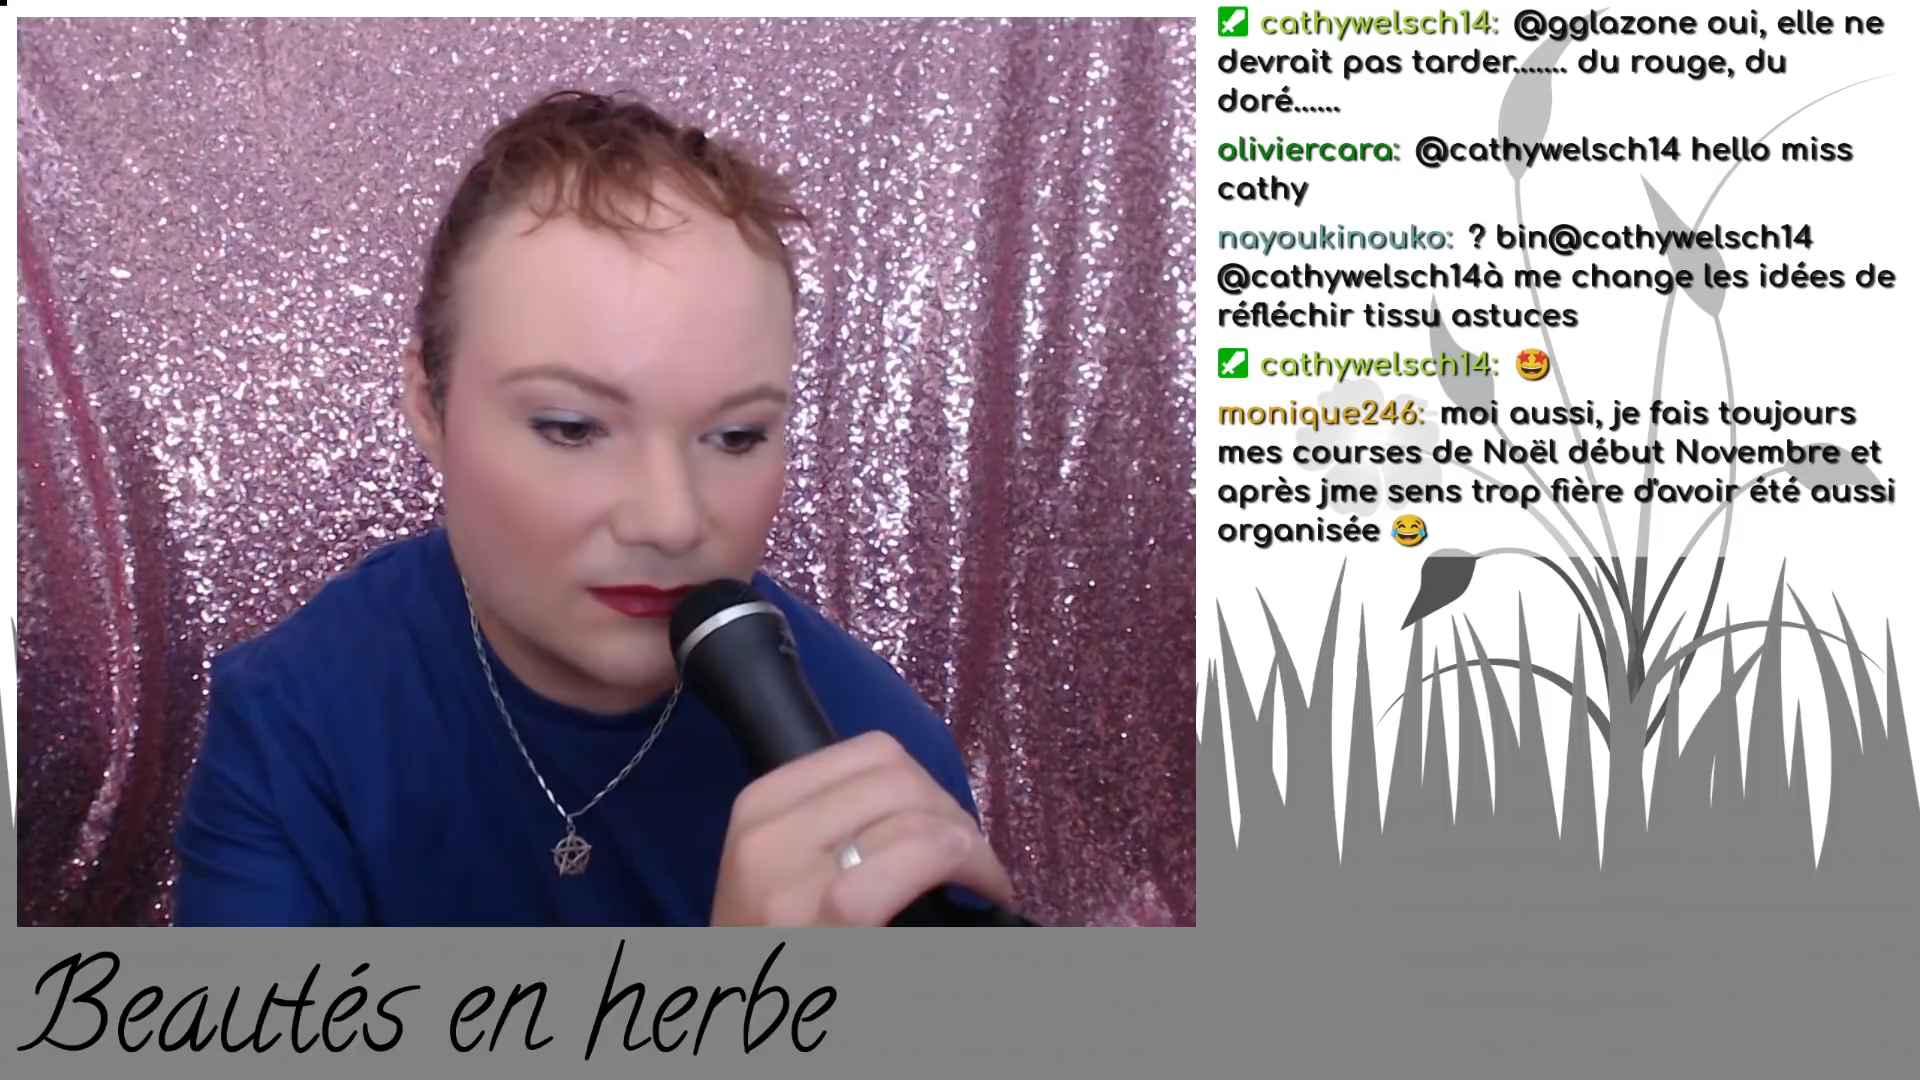 cathywelsch14: @gglazone oui, elle ne
devrait pas tarder....... du rouge, du
doré......
oliviercara: @cathywelsch14 hello miss
cathy
nayoukinouko: ? bin@cathywelsch14
@cathywelsch14à me change les idées de
réfléchir tissu astuces
cathywelsch14: 🤩
monique246: moi aussi, je fais toujours
mes courses de Noël début Novembre et
après jme sens trop fière d'avoir été aussi
organisée 😂
Beautés en herbe